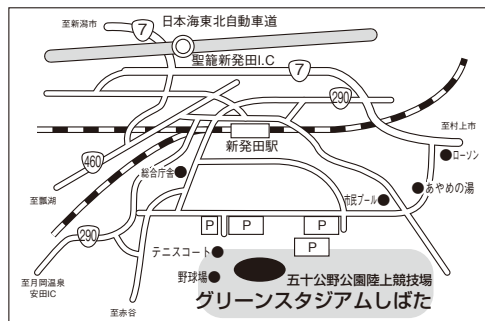 至新潟市
日本海東北自動車道
7
聖籠新発田I.C
7
290
至村上市
新発田駅
ローソン
460
総合庁舎
あやめの湯
市民プール
至瓢湖
290
P
P
P
P
テニスコート
野球場
五十公野公園陸上競技場
グリーンスタジアムしばた
至月岡温泉
安田IC
至赤谷